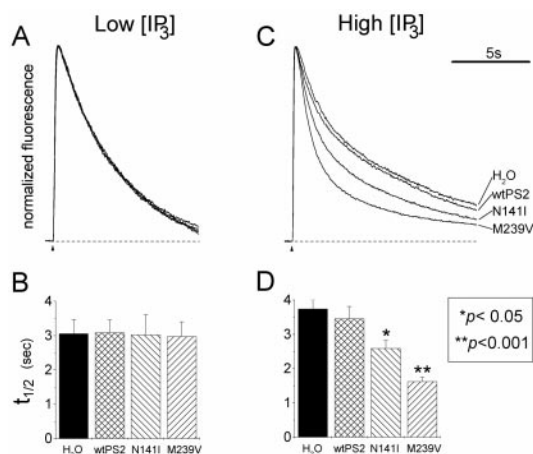 A
Low [IP3]
C
High [IP3]
5s
normalized fluorescence
H2O
wtPS2
N141I
M239V
B
4
3
2
1
0
t1/2 (sec)
H2O
wtPS2
N141I
M239V
D
4
3
2
1
0
*
**
H2O
wtPS2
N141I
M239V
*p< 0.05
**p<0.001